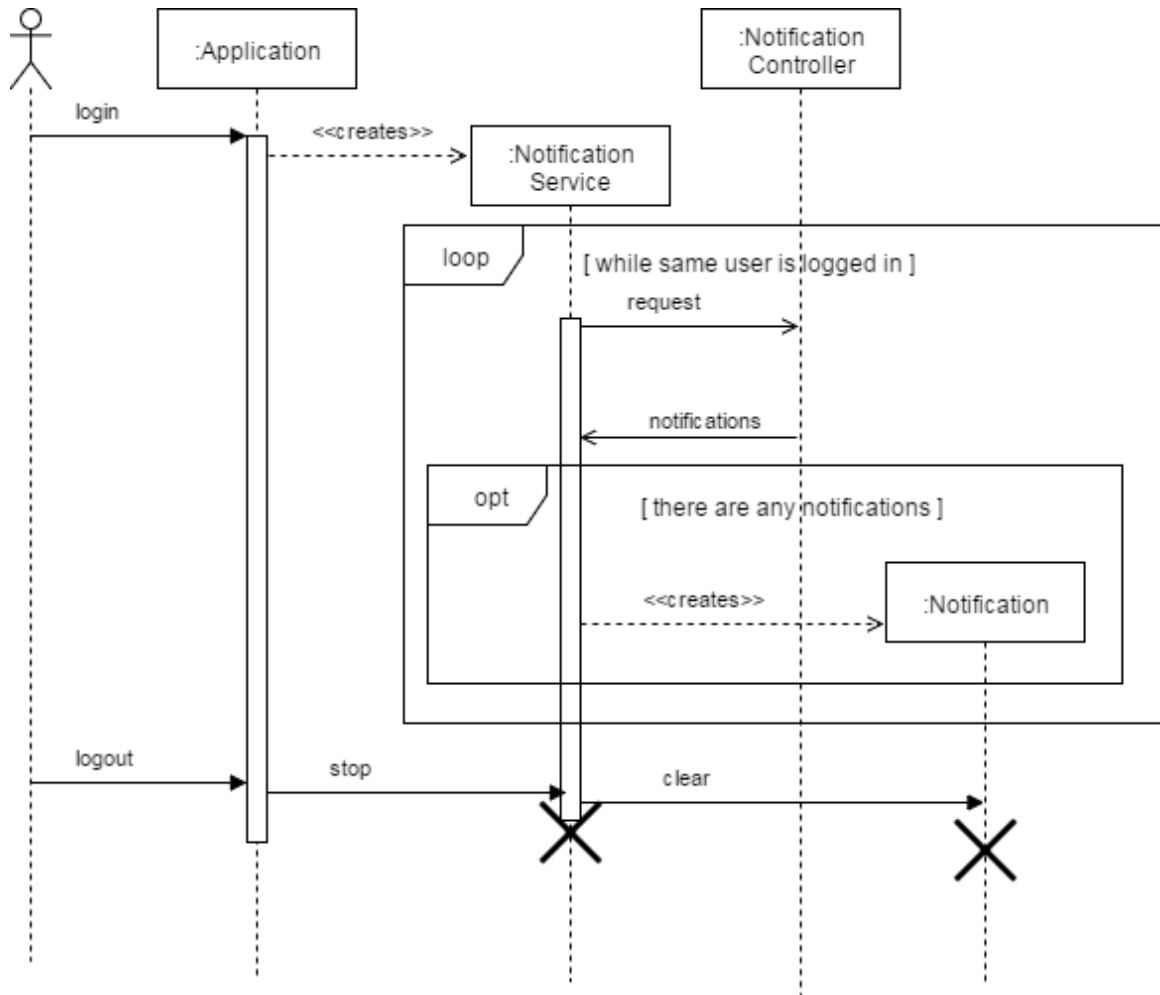 :Application
:Notification
Controller
login
<<creates>>
:Notification
Service
loop
[ while same user is logged in ]
request
notifications
opt
[ there are any notifications ]
<<creates>>
:Notification
logout
stop
clear